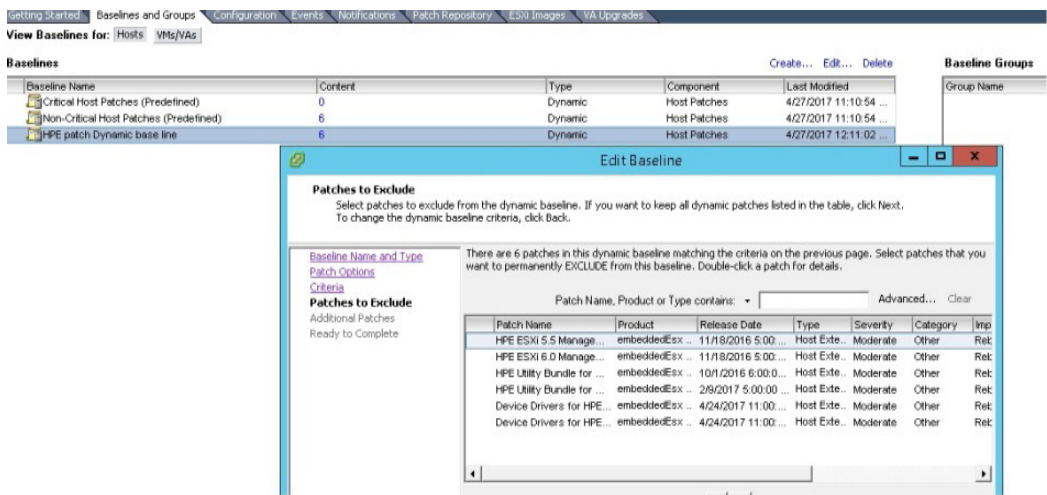 Getting Started Baselines and Groups Configuration Events Notifications Patch Repository ESXi Images VA Upgrades
View Baselines for: Hosts VMs/VAs
Baselines Create... Edit... Delete Baseline Groups
Baseline Name Content Type Component Last Modified Group Name
Critical Host Patches (Predefined) 0 Dynamic Host Patches 4/27/2017 11:10:54 ...
Non-Critical Host Patches (Predefined) 6 Dynamic Host Patches 4/27/2017 11:10:54 ...
HPE patch Dynamic base line 6 Dynamic Host Patches 4/27/2017 12:11:02 ...
Edit Baseline
Patches to Exclude
Select patches to exclude from the dynamic baseline. If you want to keep all dynamic patches listed in the table, click Next.
To change the dynamic baseline criteria, click Back.
Baseline Name and Type
Patch Options
Criteria
Patches to Exclude
Additional Patches
Ready to Complete
There are 6 patches in this dynamic baseline matching the criteria on the previous page. Select patches that you
want to permanently EXCLUDE from this baseline. Double-click a patch for details.
Patch Name, Product or Type contains: Advanced... Clear
Patch Name Product Release Date Type Severity Category Imp
HPE ESXi 5.5 Manage... embeddedEsx .. 11/18/2016 5:00:... Host Exte.. Moderate Other Reb
HPE ESXi 6.0 Manage... embeddedEsx .. 11/18/2016 5:00:... Host Exte.. Moderate Other Reb
HPE Utility Bundle for ... embeddedEsx .. 10/1/2016 6:00:0... Host Exte.. Moderate Other Reb
HPE Utility Bundle for ... embeddedEsx .. 2/9/2017 5:00:00 ... Host Exte.. Moderate Other Reb
Device Drivers for HPE... embeddedEsx .. 4/24/2017 11:00:... Host Exte.. Moderate Other Reb
Device Drivers for HPE... embeddedEsx .. 4/24/2017 11:00:... Host Exte.. Moderate Other Reb